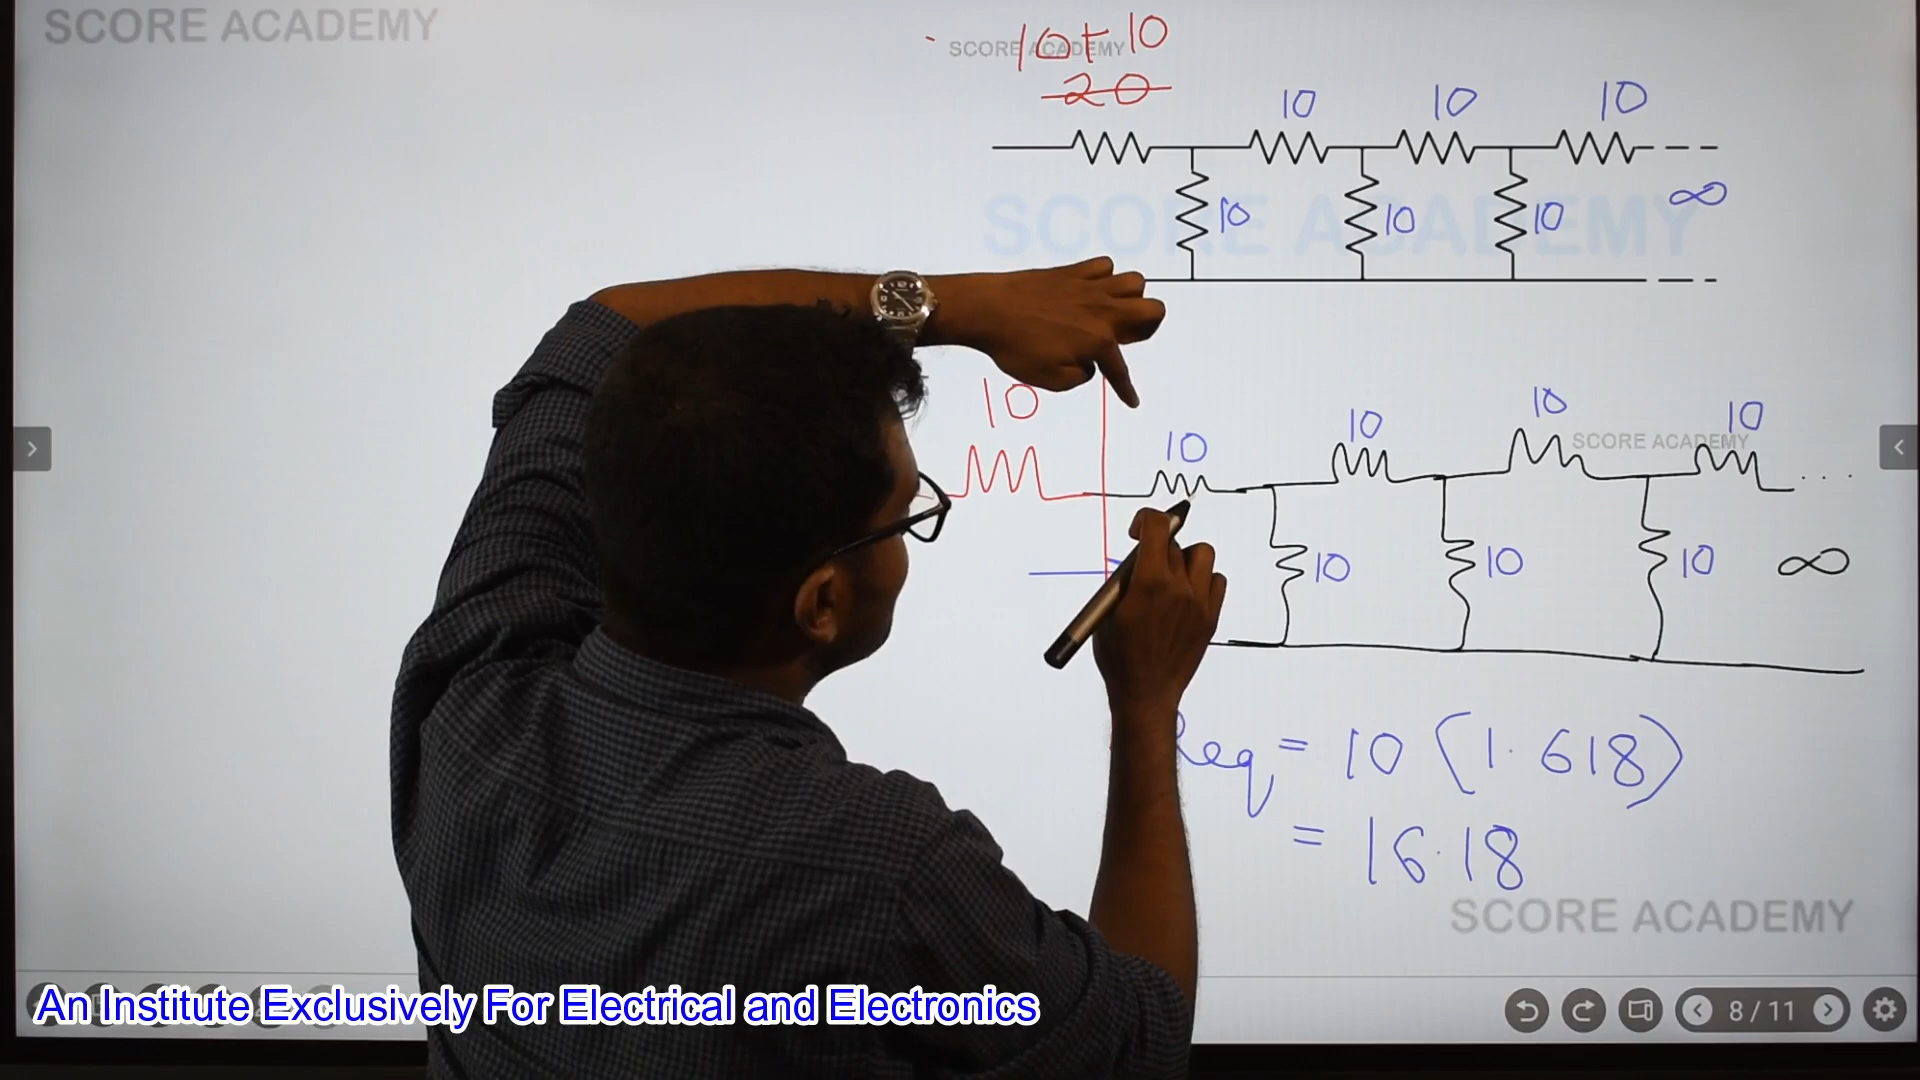 SCORE ACADEMY
SCORE ACADEMY
10+10
20
10 10 10
10 10 10 ∞
SCORE ACADEMY
10
10 10 10 10
SCORE ACADEMY
10 10 10 ∞
Req = 10 (1.618)
= 16.18
SCORE ACADEMY
An Institute Exclusively For Electrical and Electronics
8 / 11